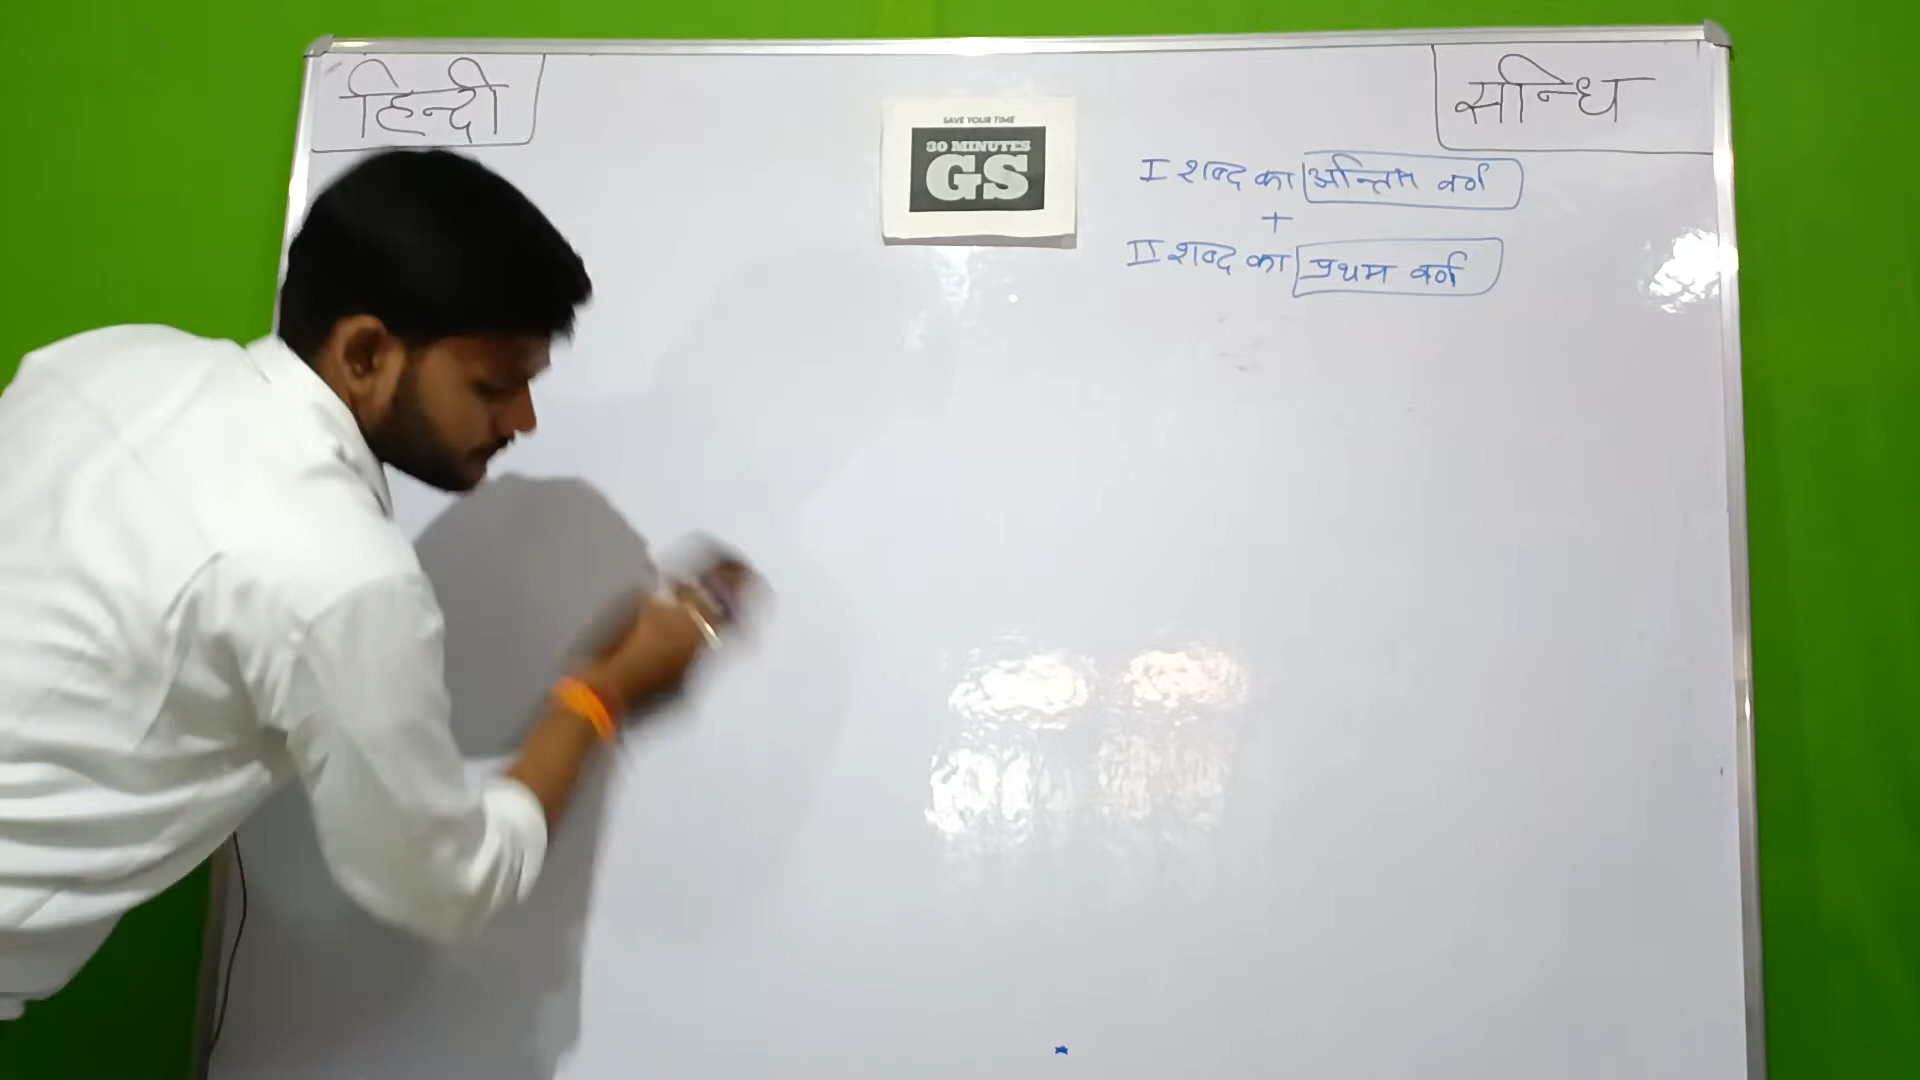 हिन्दी
सन्धि
SAVE YOUR TIME
30 MINUTES
GS
I शब्द का अन्तिम वर्ण
+
II शब्द का प्रथम वर्ण